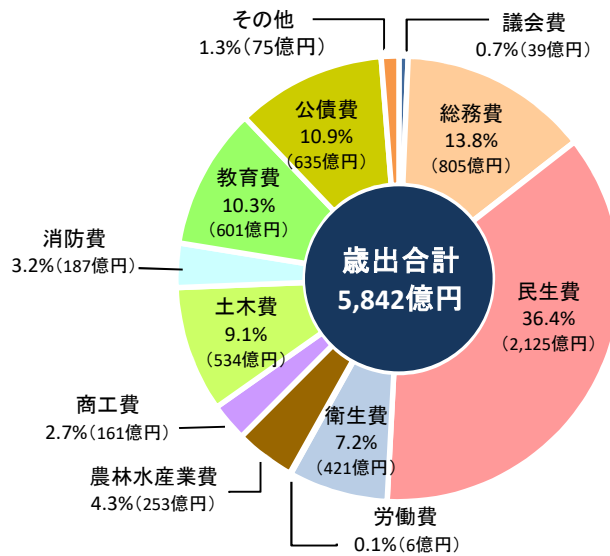 その他
1.3%(75億円)
議会費
0.7%(39億円)
総務費
13.8%
(805億円)
民生費
36.4%
(2,125億円)
衛生費
7.2%
(421億円)
労働費
0.1%(6億円)
農林水産業費
4.3%(253億円)
商工費
2.7%(161億円)
土木費
9.1%
(534億円)
消防費
3.2%(187億円)
教育費
10.3%
(601億円)
公債費
10.9%
(635億円)
歳出合計
5,842億円